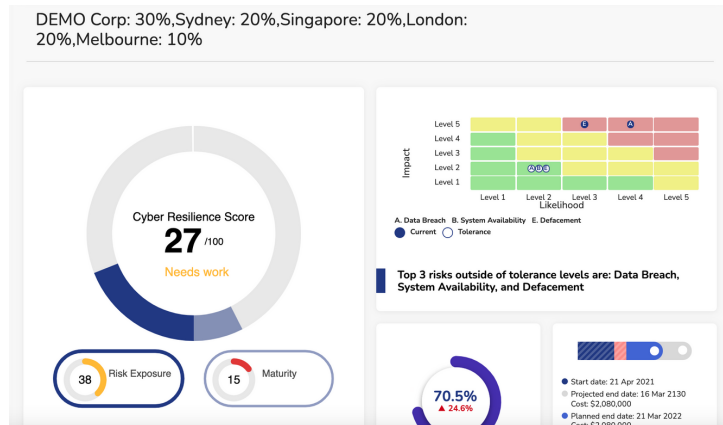 DEMO Corp: 30%,Sydney: 20%,Singapore: 20%,London:
20%,Melbourne: 10%
Cyber Resilience Score
27 /100
Needs work
38
Risk Exposure
15
Maturity
Impact
Level 5
Level 4
Level 3
Level 2
Level 1
E
A
A B E
Level 1 Level 2 Level 3 Level 4 Level 5
Likelihood
A. Data Breach B. System Availability E. Defacement
Current Tolerance
Top 3 risks outside of tolerance levels are: Data Breach,
System Availability, and Defacement
70.5%
▲ 24.6%
Start date: 21 Apr 2021
Projected end date: 16 Mar 2130
Cost: $2,080,000
Planned end date: 21 Mar 2022
Cost: $2,080,000